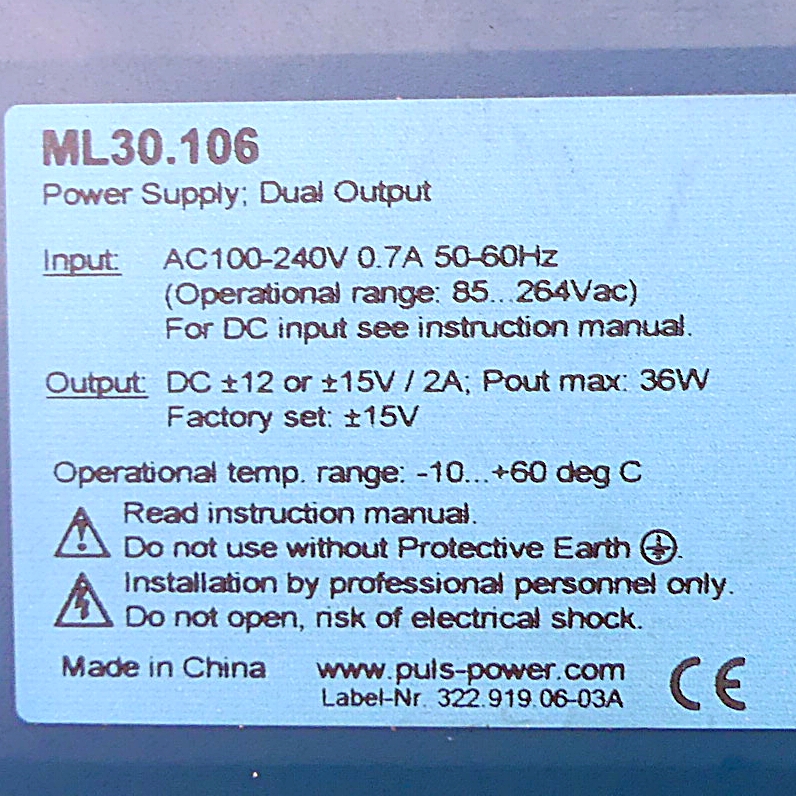 ML30.106
Power Supply; Dual Output
Input: AC100-240V 0.7A 50-60Hz
(Operational range: 85...264Vac)
For DC input see instruction manual.
Output: DC ±12 or ±15V / 2A; Pout max: 36W
Factory set: ±15V
Operational temp. range: -10...+60 deg C
Read instruction manual.
Do not use without Protective Earth ⏚.
Installation by professional personnel only.
Do not open, risk of electrical shock.
Made in China www.puls-power.com
Label-Nr. 322.919.06-03A
CE